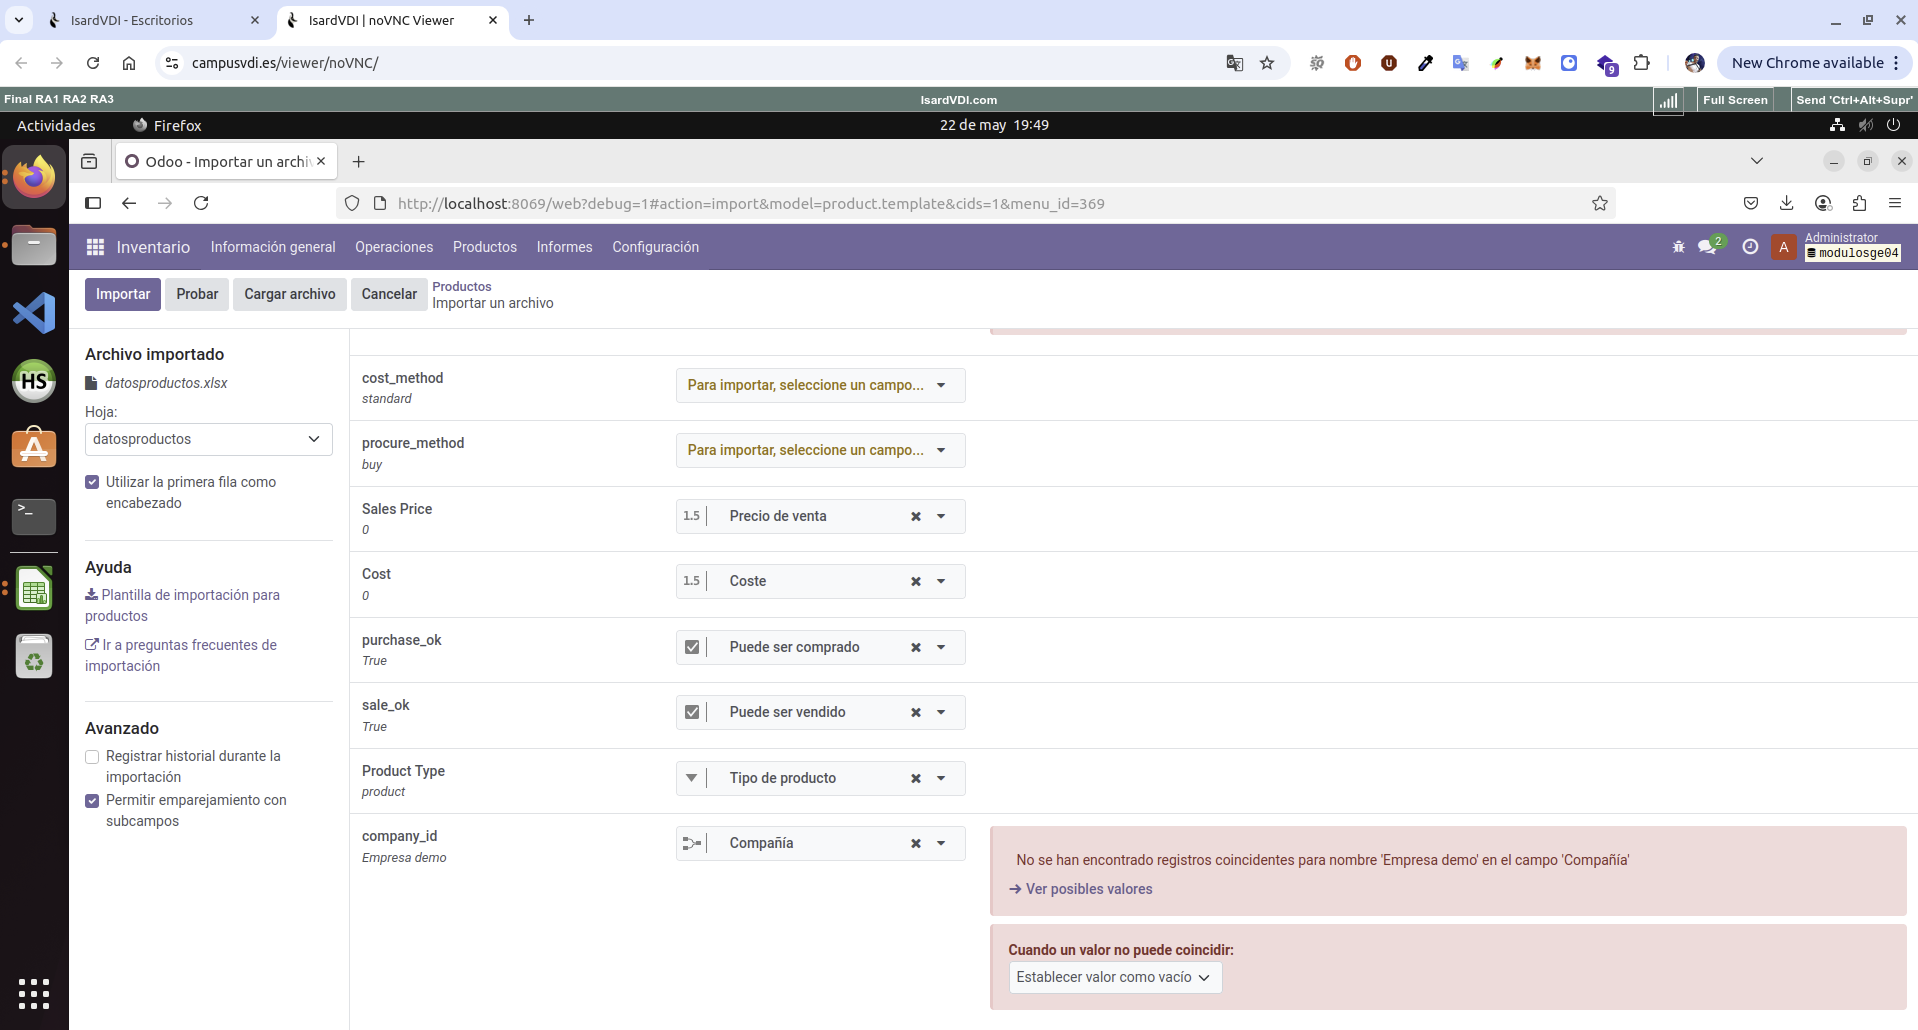 IsardVDI - Escritorios
IsardVDI | noVNC Viewer
campusvdi.es/viewer/noVNC/
9
New Chrome available
Final RA1 RA2 RA3
IsardVDI.com
Full Screen
Send 'Ctrl+Alt+Supr'
Actividades
Firefox
22 de may 19:49
Odoo - Importar un archi
http://localhost:8069/web?debug=1#action=import&model=product.template&cids=1&menu_id=369
Inventario
Información general
Operaciones
Productos
Informes
Configuración
2
A
Administrator
modulosge04
Importar
Probar
Cargar archivo
Cancelar
Productos
Importar un archivo
Archivo importado
datosproductos.xlsx
Hoja:
datosproductos
Utilizar la primera fila como
encabezado
Ayuda
Plantilla de importación para
productos
Ir a preguntas frecuentes de
importación
Avanzado
Registrar historial durante la
importación
Permitir emparejamiento con
subcampos
cost_method
standard
Para importar, seleccione un campo...
procure_method
buy
Para importar, seleccione un campo...
Sales Price
0
1.5
Precio de venta
Cost
0
1.5
Coste
purchase_ok
True
Puede ser comprado
sale_ok
True
Puede ser vendido
Product Type
product
Tipo de producto
company_id
Empresa demo
Compañía
No se han encontrado registros coincidentes para nombre 'Empresa demo' en el campo 'Compañía'
Ver posibles valores
Cuando un valor no puede coincidir:
Establecer valor como vacío
HS
>_